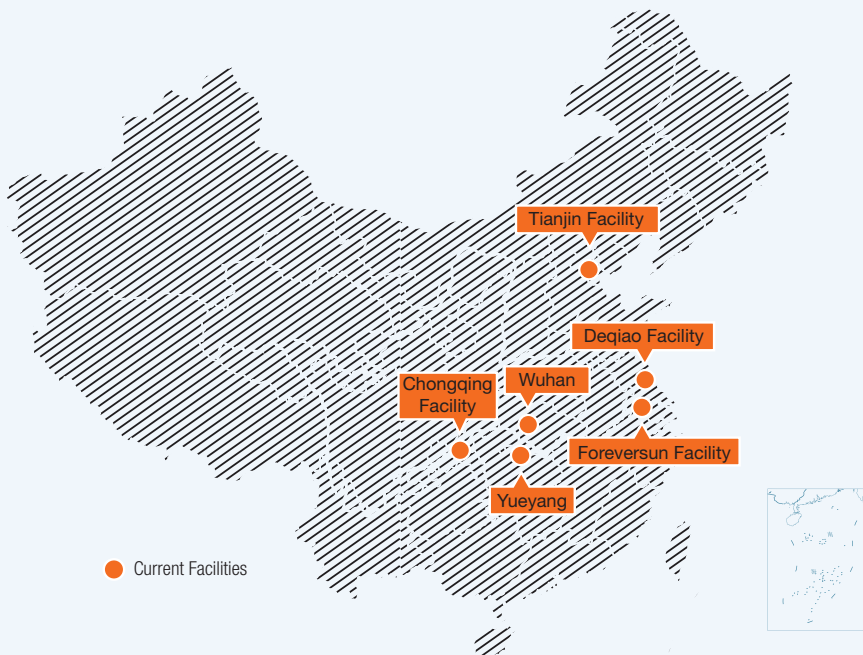 Tianjin Facility
Deqiao Facility
Chongqing
Facility
Wuhan
Foreversun Facility
Yueyang
Current Facilities